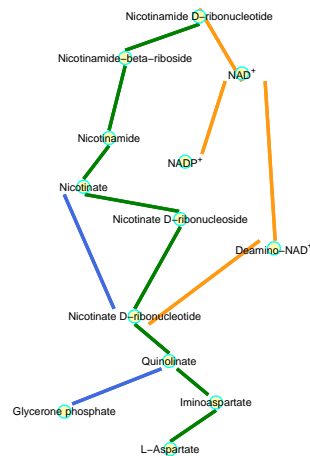 Nicotinamide D−ribonucleotide
Nicotinamide−beta−riboside
NAD+
Nicotinamide
NADP+
Nicotinate
Nicotinate D−ribonucleoside
Deamino−NAD+
Nicotinate D−ribonucleotide
Quinolinate
Iminoaspartate
Glycerone phosphate
L−Aspartate